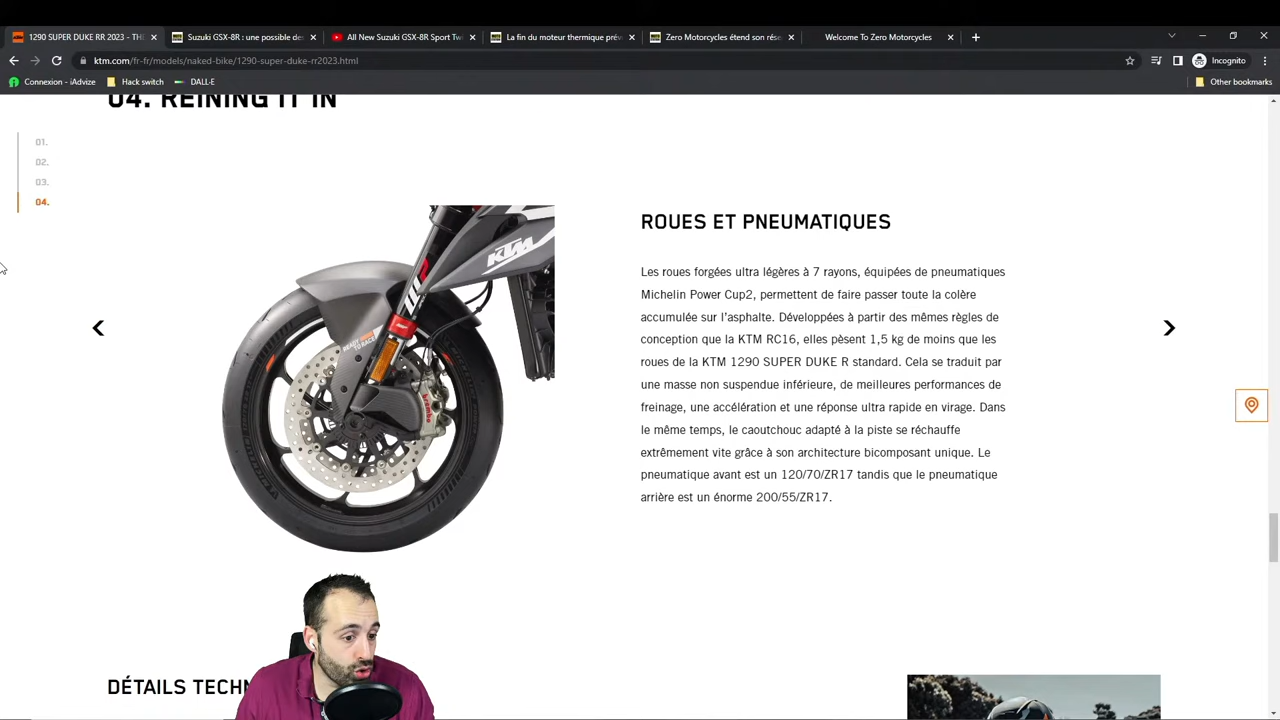 1290 SUPER DUKE RR 2023 - THE
Suzuki GSX-8R : une possible de
All New Suzuki GSX-8R Sport Tw
La fin du moteur thermique prév
Zero Motorcycles étend son rése
Welcome To Zero Motorcycles
ktm.com/fr-fr/models/naked-bike/1290-super-duke-rr2023.html
Incognito
Connexion - iAdvize
Hack switch
DALL-E
Other bookmarks
04. REINING IT IN
01.
02.
03.
04.
KTM
READY TO RACE
brembo
MICHELIN
ROUES ET PNEUMATIQUES
Les roues forgées ultra légères à 7 rayons, équipées de pneumatiques
Michelin Power Cup2, permettent de faire passer toute la colère
accumulée sur l'asphalte. Développées à partir des mêmes règles de
conception que la KTM RC16, elles pèsent 1,5 kg de moins que les
roues de la KTM 1290 SUPER DUKE R standard. Cela se traduit par
une masse non suspendue inférieure, de meilleures performances de
freinage, une accélération et une réponse ultra rapide en virage. Dans
le même temps, le caoutchouc adapté à la piste se réchauffe
extrêmement vite grâce à son architecture bicomposant unique. Le
pneumatique avant est un 120/70/ZR17 tandis que le pneumatique
arrière est un énorme 200/55/ZR17.
DÉTAILS TECHN